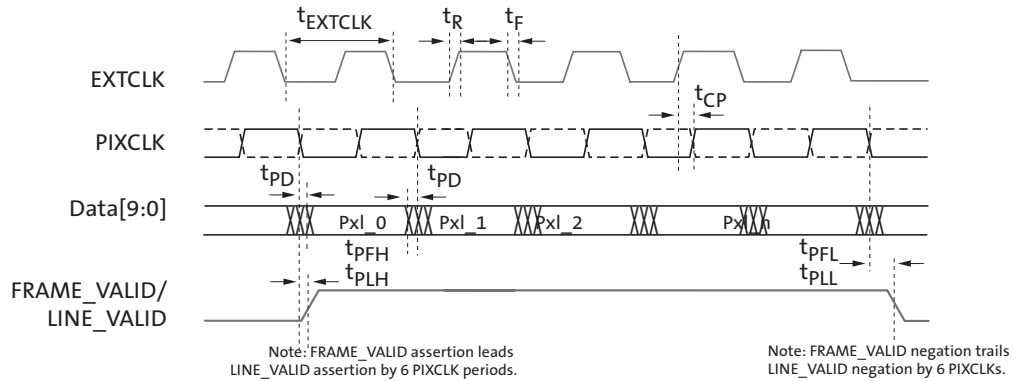 tEXTCLK
tR
tF
EXTCLK
tCP
PIXCLK
tPD
tPD
Data[9:0]
Pxl_0
Pxl_1
Pxl_2
Pxl_n
tPFH
tPLH
tPFL
tPLL
FRAME_VALID/
LINE_VALID
Note: FRAME_VALID assertion leads
LINE_VALID assertion by 6 PIXCLK periods.
Note: FRAME_VALID negation trails
LINE_VALID negation by 6 PIXCLKs.